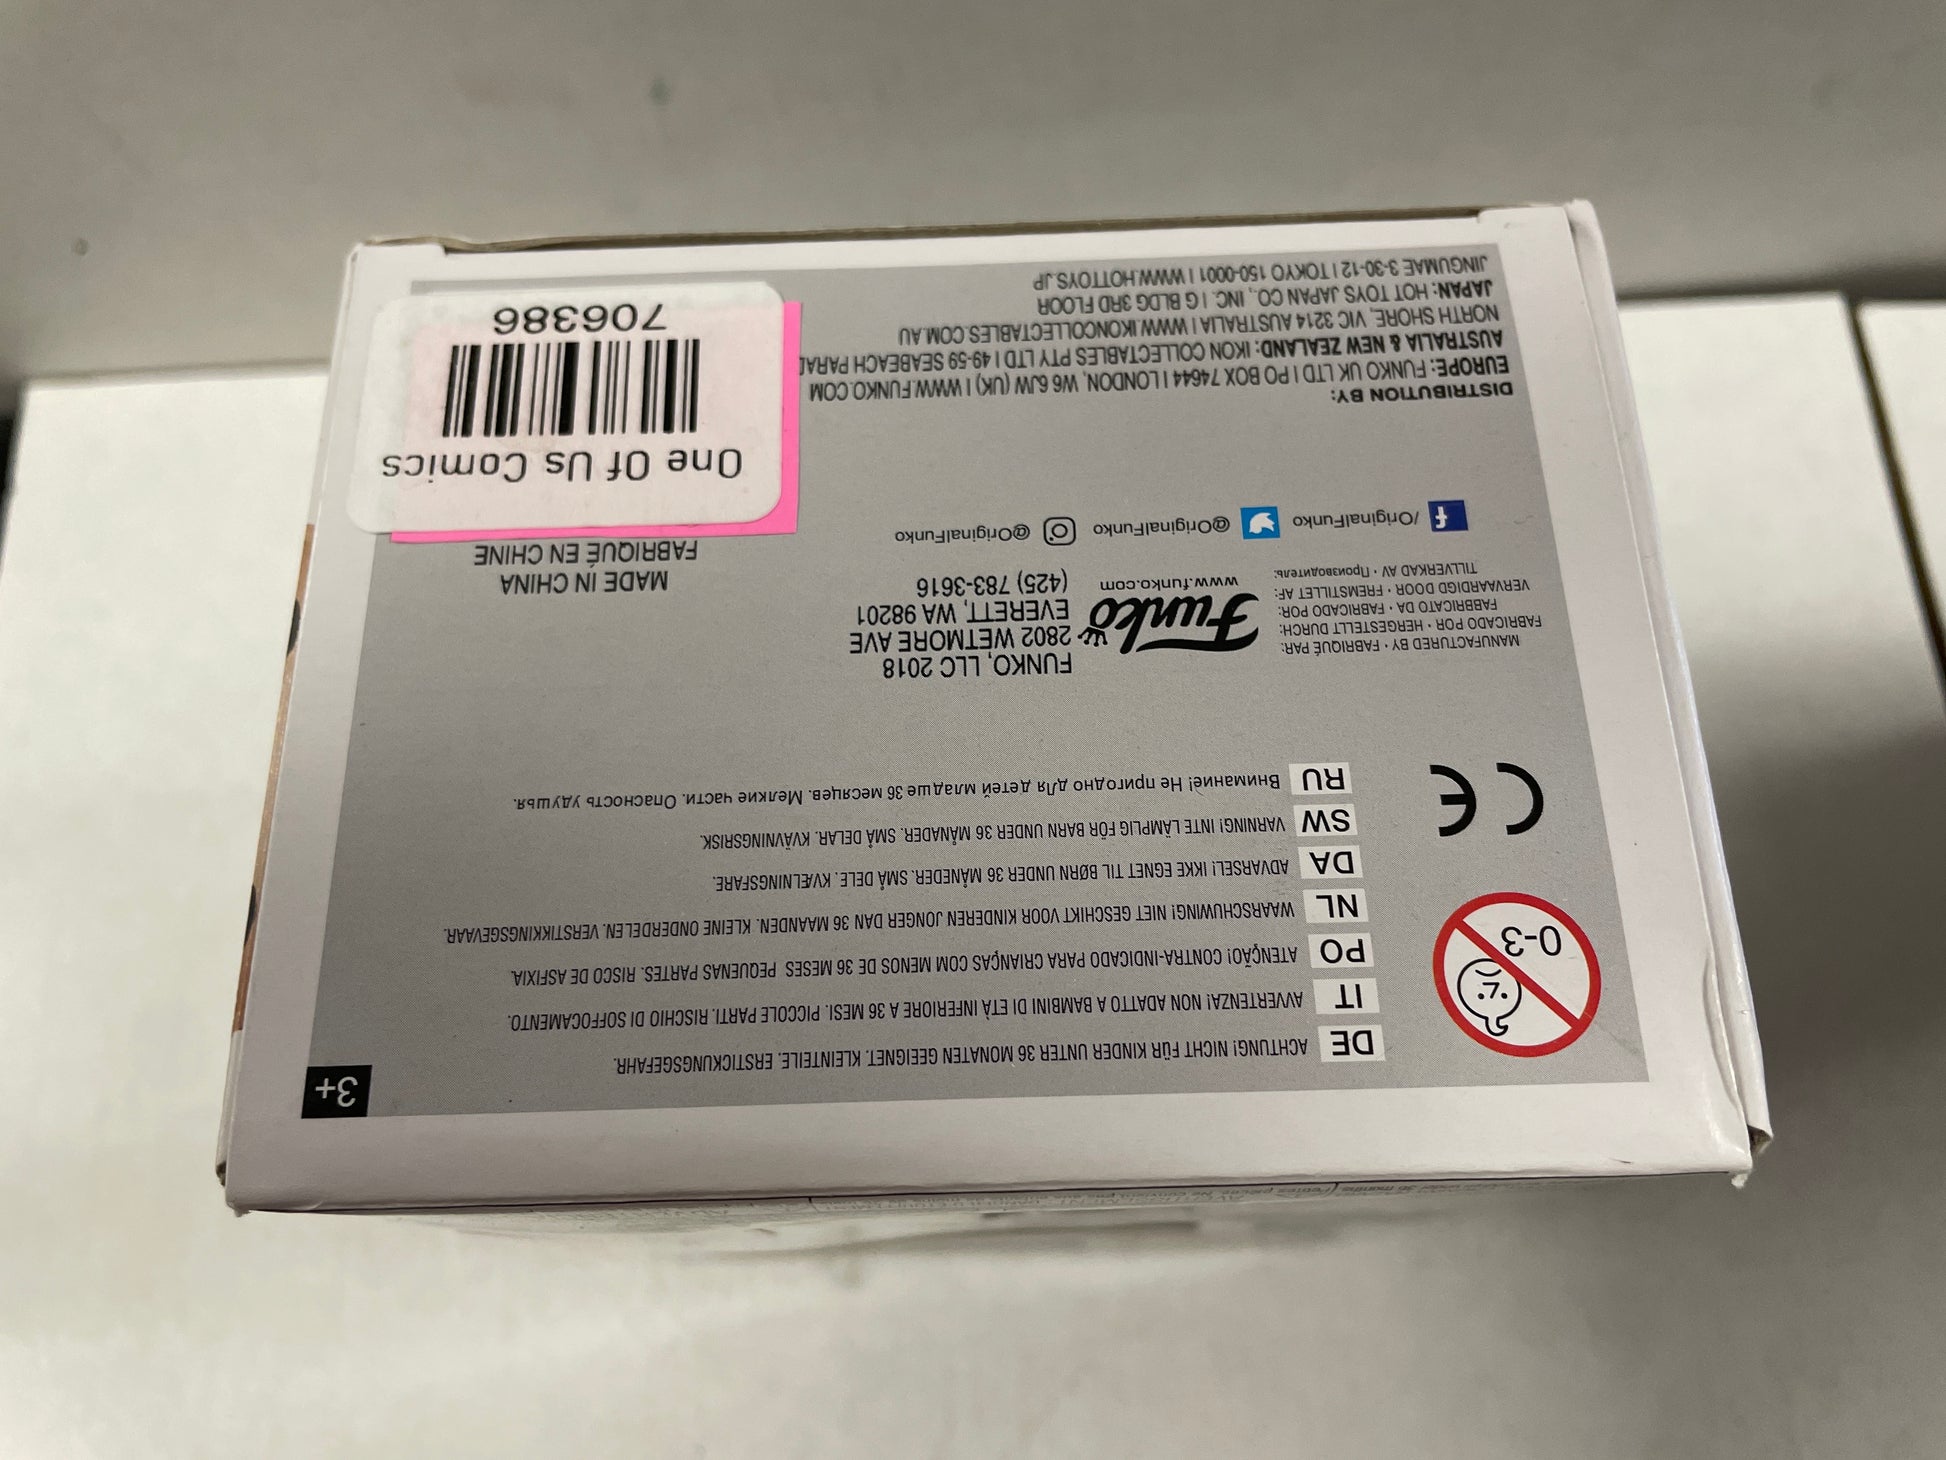 3+
0-3
DE ACHTUNG! NICHT FÜR KINDER UNTER 36 MONATEN GEEIGNET. KLEINTEILE. ERSTICKUNGSGEFAHR.
IT AVVERTENZA! NON ADATTO A BAMBINI DI ETÀ INFERIORE A 36 MESI. PICCOLE PARTI. RISCHIO DI SOFFOCAMENTO.
PO ATENÇÃO! CONTRA-INDICADO PARA CRIANÇAS COM MENOS DE 36 MESES PEQUENAS PARTES. RISCO DE ASFIXIA.
NL WAARSCHUWING! NIET GESCHIKT VOOR KINDEREN JONGER DAN 36 MAANDEN. KLEINE ONDERDELEN. VERSTIKKINGSGEVAAR.
DA ADVARSEL! IKKE EGNET TIL BØRN UNDER 36 MÅNEDER. SMÅ DELE. KVÆLNINGSFARE.
SW VARNING! INTE LÄMPLIG FÖR BARN UNDER 36 MÅNADER. SMÅ DELAR. KVÄVNINGSRISK.
RU Внимание! Не пригодно для детей младше 36 месяцев. Мелкие части. Опасность удушья.
CE
MANUFACTURED BY • FABRIQUÉ PAR:
FABRICADO POR • HERGESTELLT DURCH:
FABBRICATO DA • FABRICADO POR:
VERVAARDIGD DOOR • FREMSTILLET AF:
TILLVERKAD AV • Производитель:
Funko
www.funko.com
FUNKO, LLC 2018
2802 WETMORE AVE
EVERETT, WA 98201
(425) 783-3616
MADE IN CHINA
FABRIQUÉ EN CHINE
/OriginalFunko @OriginalFunko @OriginalFunko
DISTRIBUTION BY:
EUROPE: FUNKO UK LTD | PO BOX 74644 | LONDON, W6 6JW (UK) | WWW.FUNKO.COM
AUSTRALIA & NEW ZEALAND: IKON COLLECTABLES PTY LTD | 49-59 SEABEACH
NORTH SHORE, VIC 3214 AUSTRALIA | WWW.IKONCOLLECTABLES.COM.AU
JAPAN: HOT TOYS JAPAN CO., INC. | G BLDG 3RD FLOOR
JINGUMAE 3-30-12 | TOKYO 150-0001 | WWW.HOTTOYS.JP
One Of Us Comics
706386